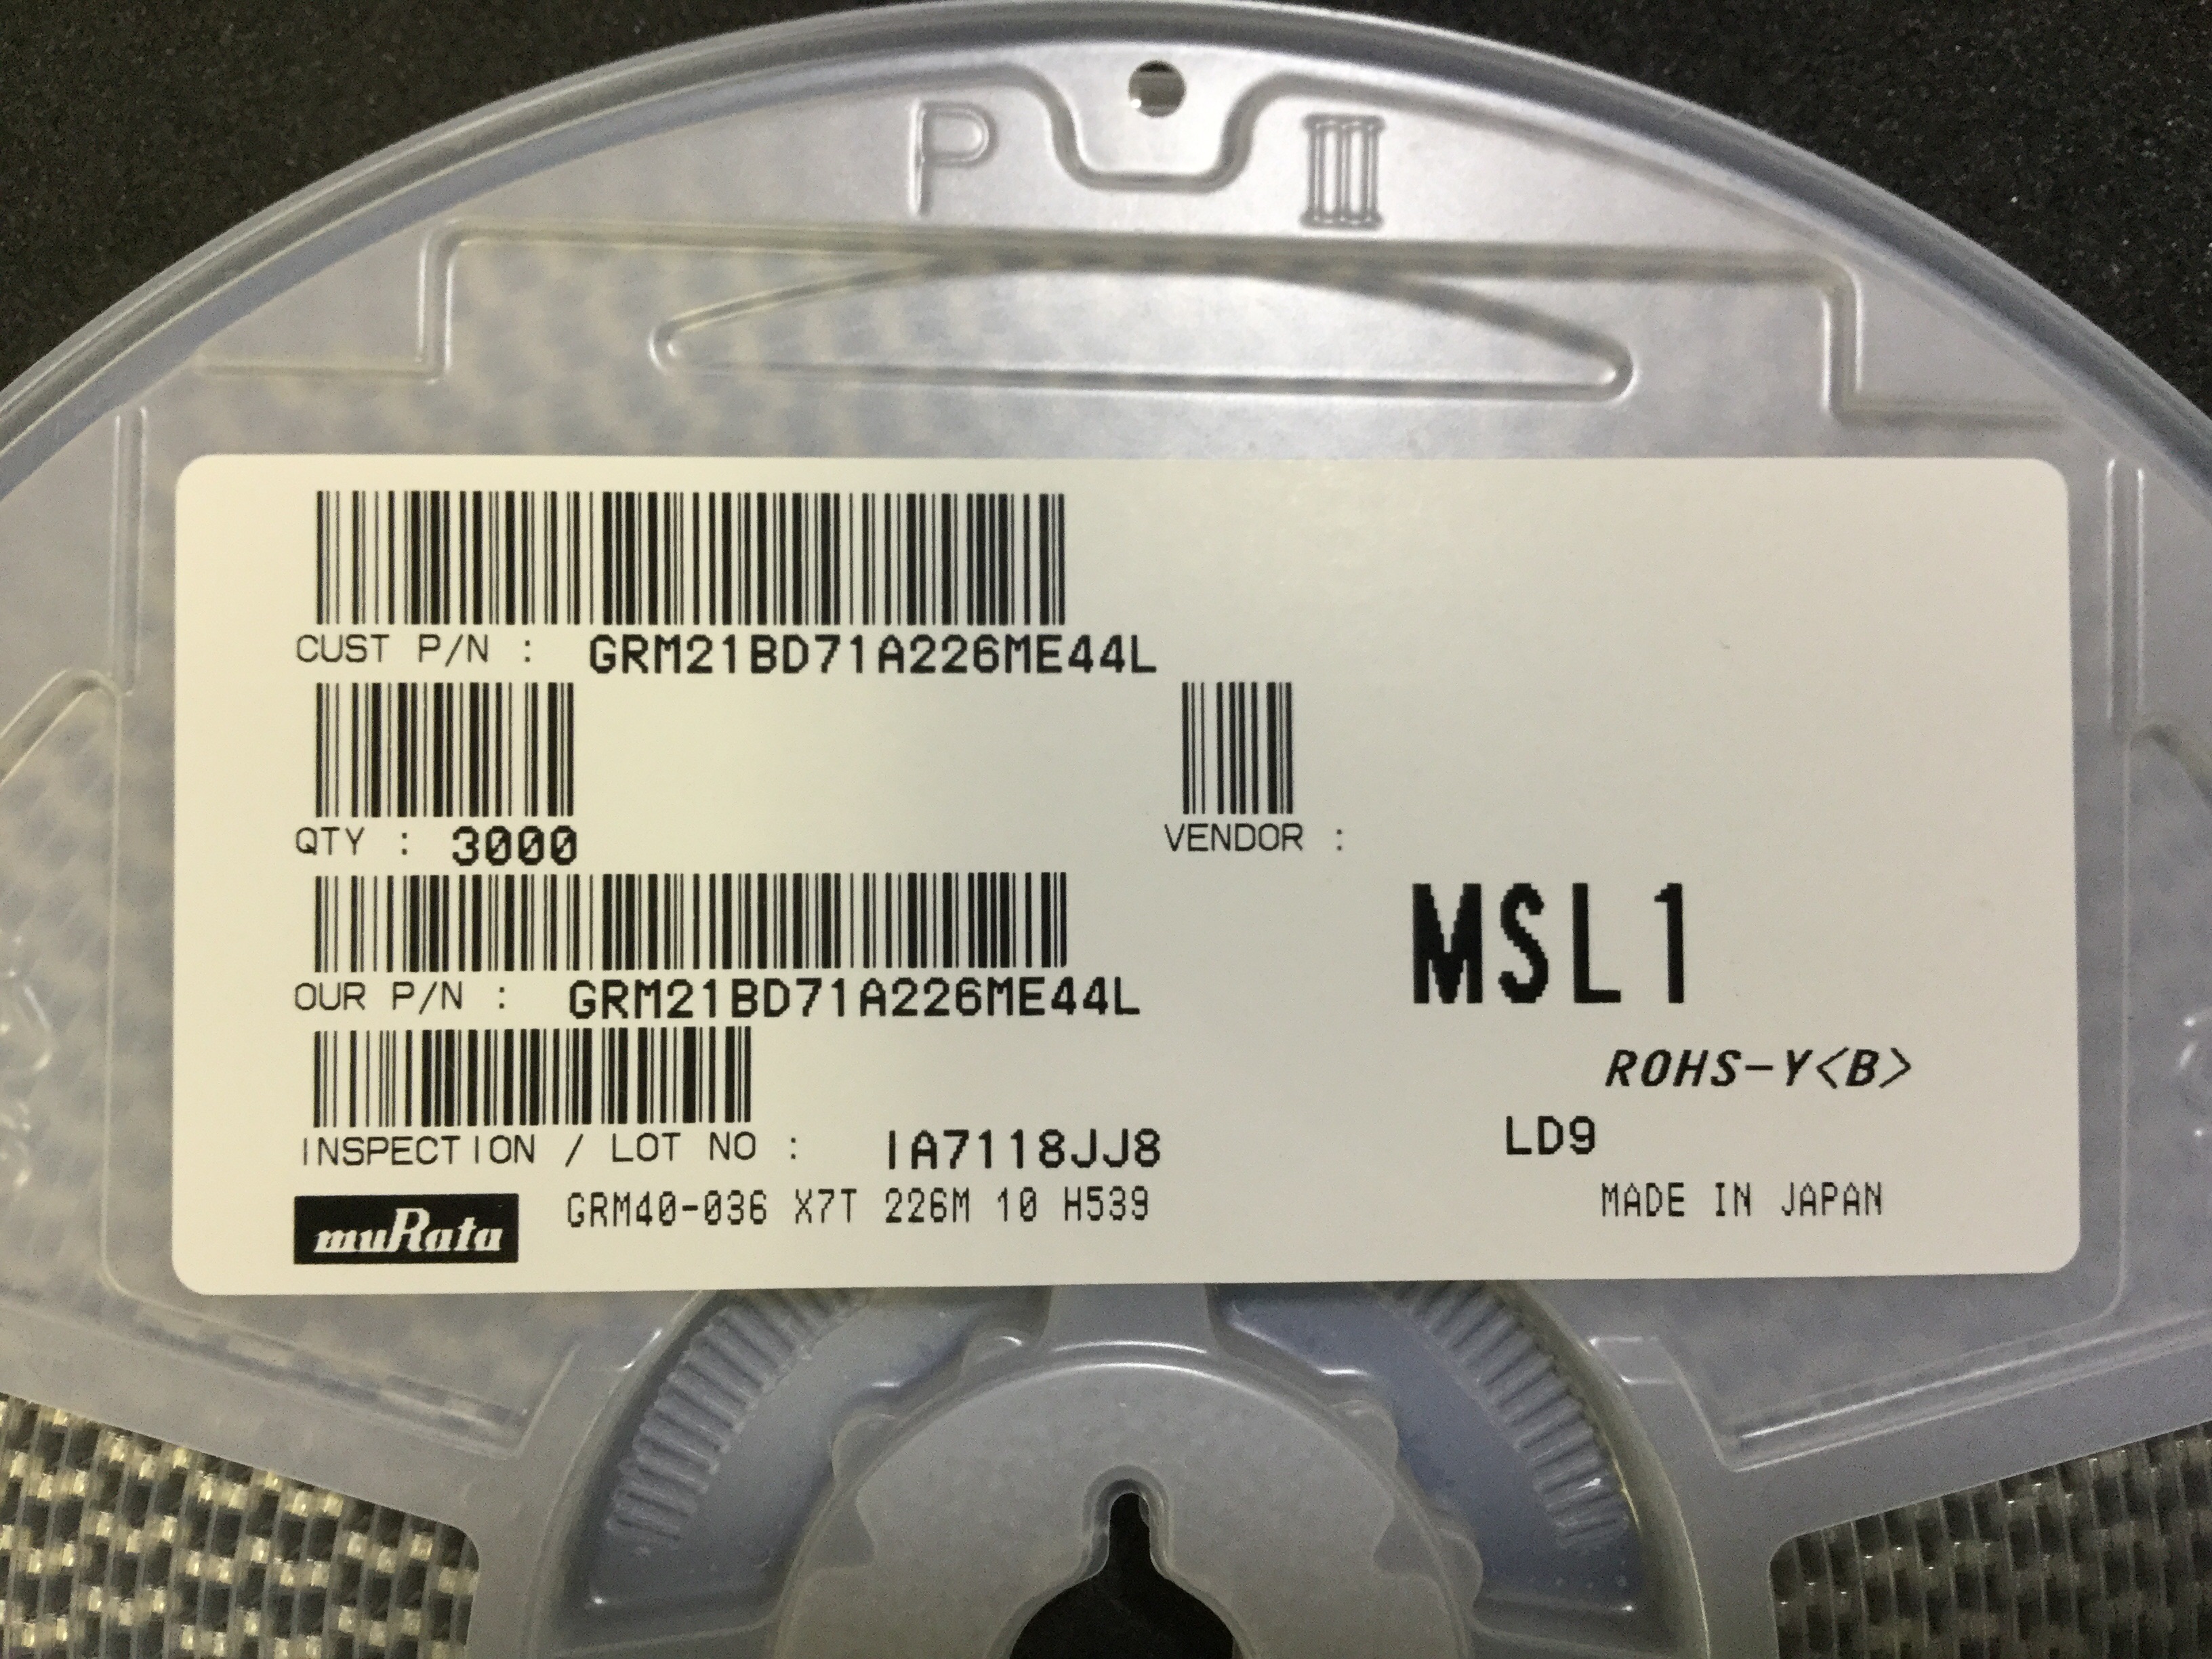 P III
CUST P/N : GRM21BD71A226ME44L
QTY : 3000
VENDOR :
OUR P/N : GRM21BD71A226ME44L
MSL1
ROHS-Y<B>
INSPECTION / LOT NO : IA7118JJ8
LD9
muRata GRM40-036 X7T 226M 10 H539
MADE IN JAPAN